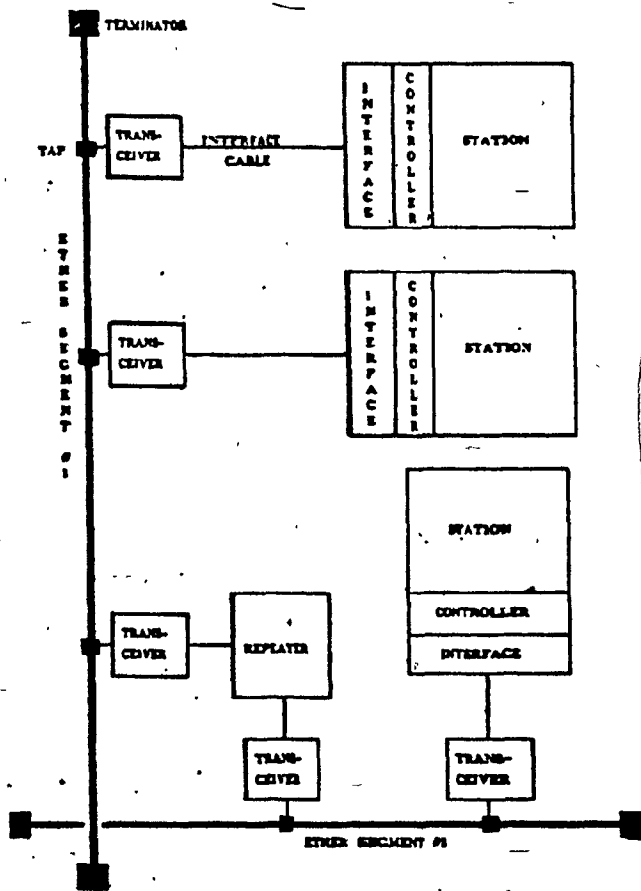 TERMINATOR
TAP
TRANS-
CEIVER
INTERFACE
CABLE
INTERFACE
CONTROLLER
STATION
ETHER SEGMENT #1
TRANS-
CEIVER
INTERFACE
CONTROLLER
STATION
STATION
CONTROLLER
INTERFACE
TRANS-
CEIVER
REPEATER
TRANS-
CEIVER
TRANS-
CEIVER
ETHER SEGMENT